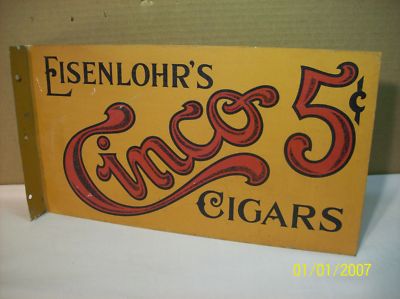 EISENLOHR'S
Cinco 5¢
CIGARS
01/01/2007